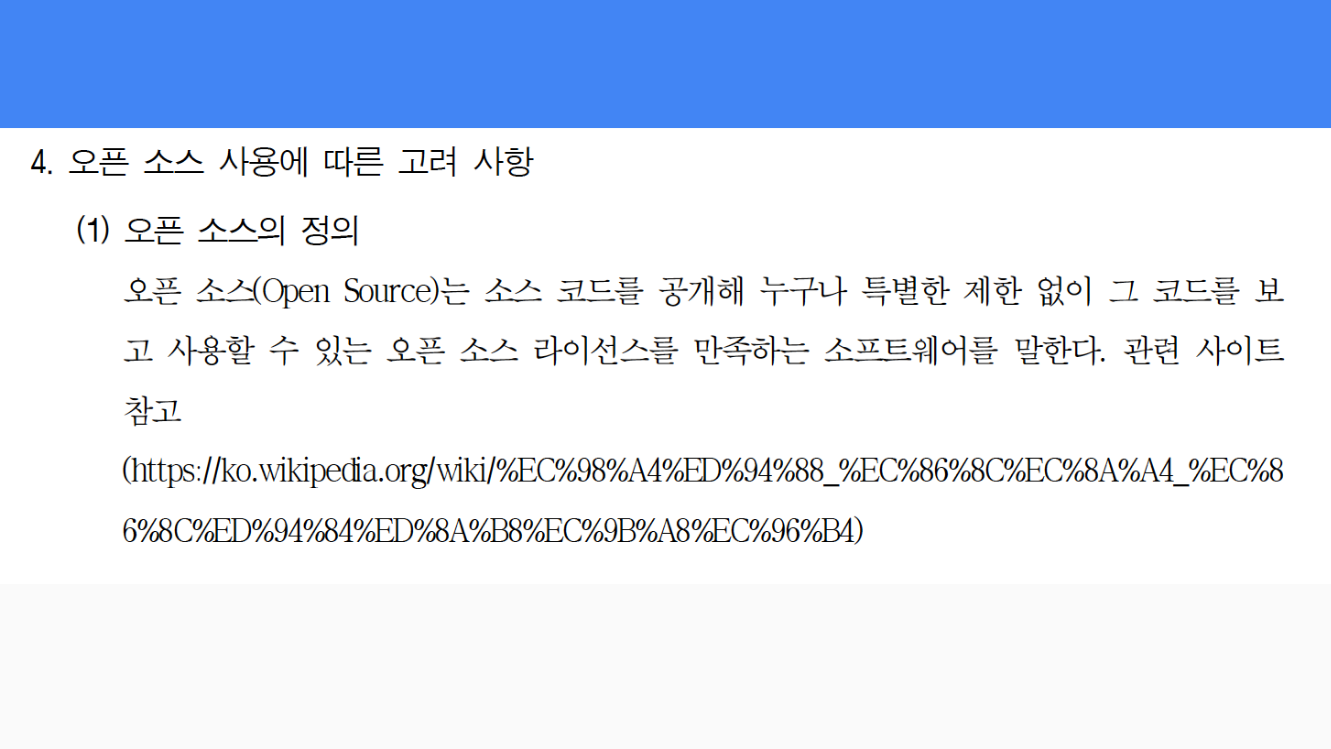 4. 오픈 소스 사용에 따른 고려 사항
(1) 오픈 소스의 정의
오픈 소스(Open Source)는 소스 코드를 공개해 누구나 특별한 제한 없이 그 코드를 보
고 사용할 수 있는 오픈 소스 라이선스를 만족하는 소프트웨어를 말한다. 관련 사이트
참고
(https://ko.wikipedia.org/wiki/%EC%98%A4%ED%94%88_%EC%86%8C%EC%8A%A4_%EC%8
6%8C%ED%94%84%ED%8A%B8%EC%9B%A8%EC%96%B4)